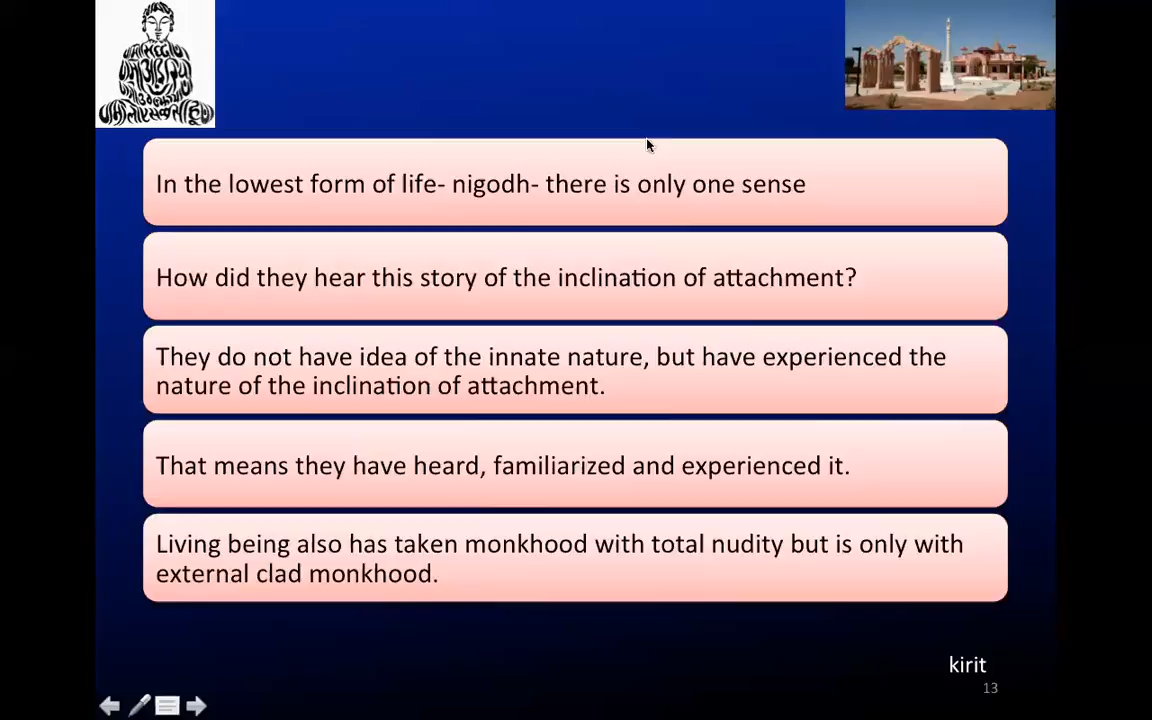 In the lowest form of life- nigodh- there is only one sense
How did they hear this story of the inclination of attachment?
They do not have idea of the innate nature, but have experienced the
nature of the inclination of attachment.
That means they have heard, familiarized and experienced it.
Living being also has taken monkhood with total nudity but is only with
external clad monkhood.
kirit
13